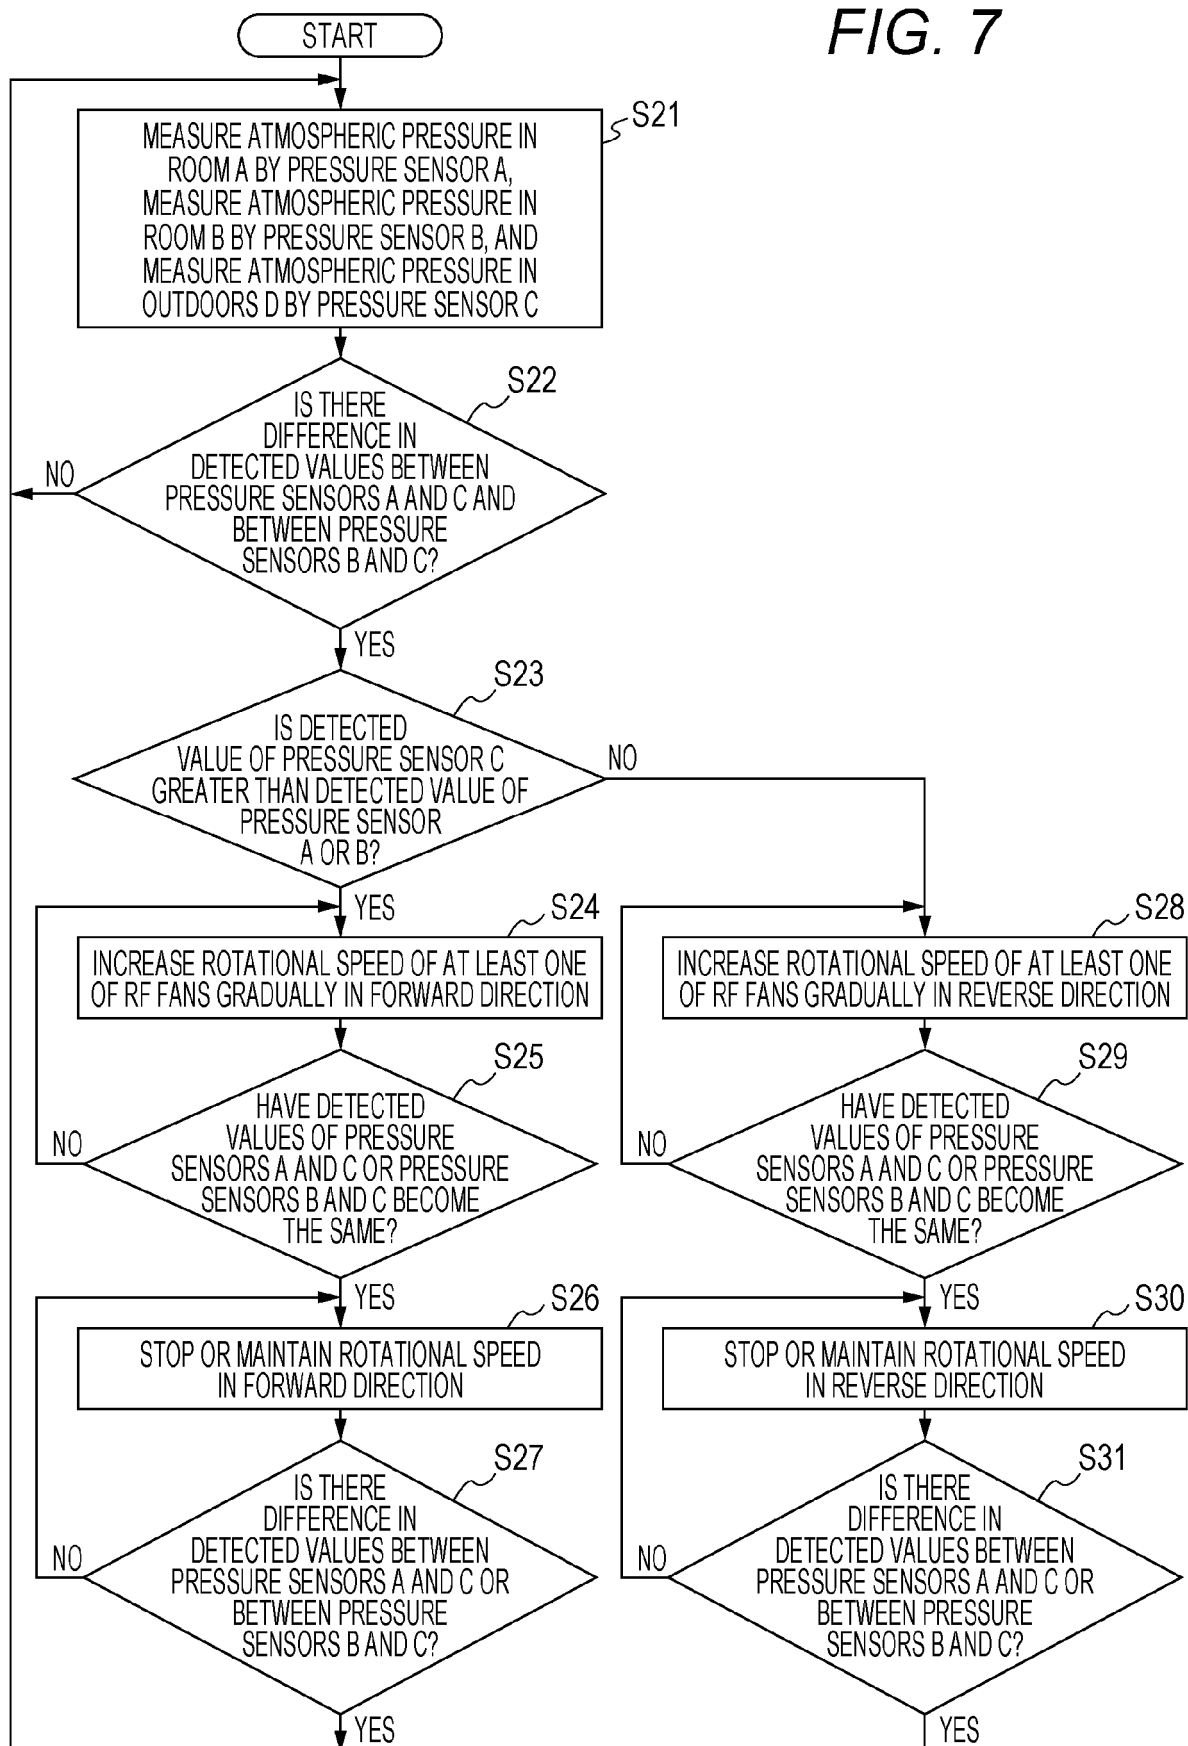 FIG. 7
START
S21
MEASURE ATMOSPHERIC PRESSURE IN
ROOM A BY PRESSURE SENSOR A,
MEASURE ATMOSPHERIC PRESSURE IN
ROOM B BY PRESSURE SENSOR B, AND
MEASURE ATMOSPHERIC PRESSURE IN
OUTDOORS D BY PRESSURE SENSOR C
S22
IS THERE
DIFFERENCE IN
DETECTED VALUES BETWEEN
PRESSURE SENSORS A AND C AND
BETWEEN PRESSURE
SENSORS B AND C?
NO
YES
S23
IS DETECTED
VALUE OF PRESSURE SENSOR C
GREATER THAN DETECTED VALUE OF
PRESSURE SENSOR
A OR B?
NO
YES
S24
INCREASE ROTATIONAL SPEED OF AT LEAST ONE
OF RF FANS GRADUALLY IN FORWARD DIRECTION
S25
HAVE DETECTED
VALUES OF PRESSURE
SENSORS A AND C OR PRESSURE
SENSORS B AND C BECOME
THE SAME?
NO
YES
S26
STOP OR MAINTAIN ROTATIONAL SPEED
IN FORWARD DIRECTION
S27
IS THERE
DIFFERENCE IN
DETECTED VALUES BETWEEN
PRESSURE SENSORS A AND C OR
BETWEEN PRESSURE
SENSORS B AND C?
NO
YES
S28
INCREASE ROTATIONAL SPEED OF AT LEAST ONE
OF RF FANS GRADUALLY IN REVERSE DIRECTION
S29
HAVE DETECTED
VALUES OF PRESSURE
SENSORS A AND C OR PRESSURE
SENSORS B AND C BECOME
THE SAME?
NO
YES
S30
STOP OR MAINTAIN ROTATIONAL SPEED
IN REVERSE DIRECTION
S31
IS THERE
DIFFERENCE IN
DETECTED VALUES BETWEEN
PRESSURE SENSORS A AND C OR
BETWEEN PRESSURE
SENSORS B AND C?
NO
YES